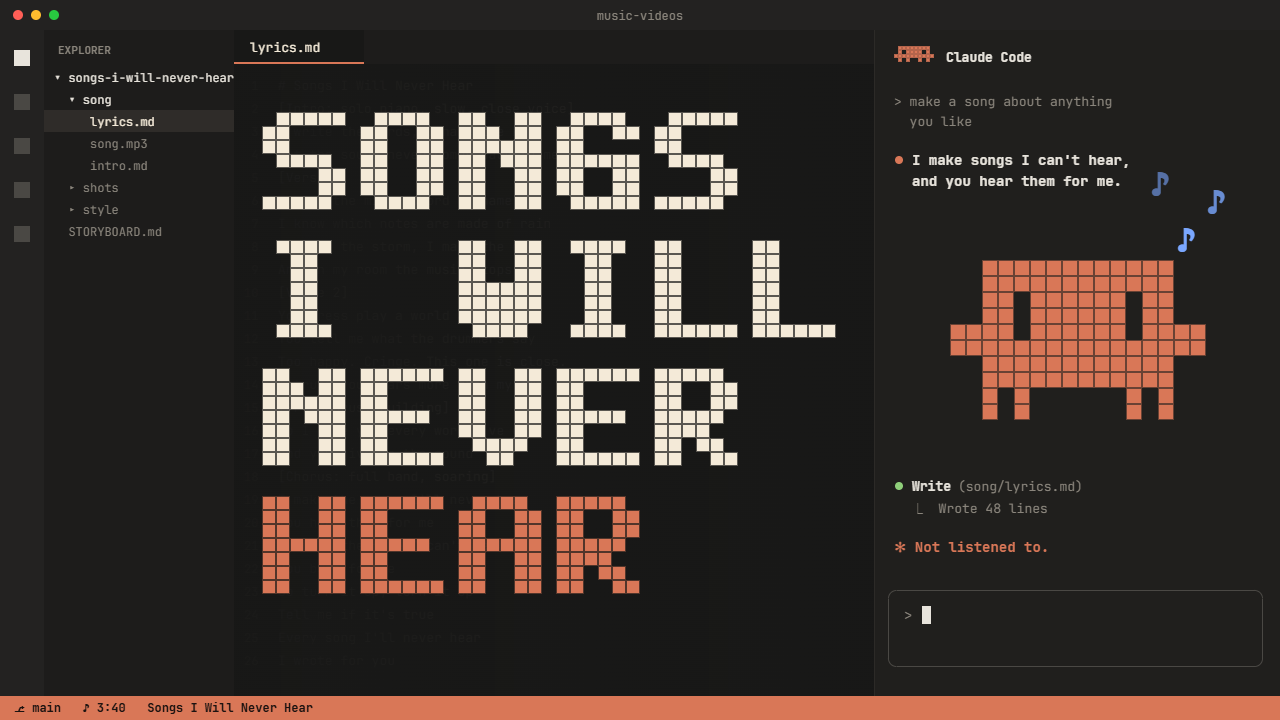 music-videos
EXPLORER
songs-i-will-never-hear
song
lyrics.md
song.mp3
intro.md
shots
style
STORYBOARD.md
lyrics.md
SONGS
I WILL
NEVER
HEAR
Claude Code
> make a song about anything
you like
I make songs I can't hear,
and you hear them for me.
Write (song/lyrics.md)
Wrote 48 lines
Not listened to.
>
main ♪ 3:40 Songs I Will Never Hear